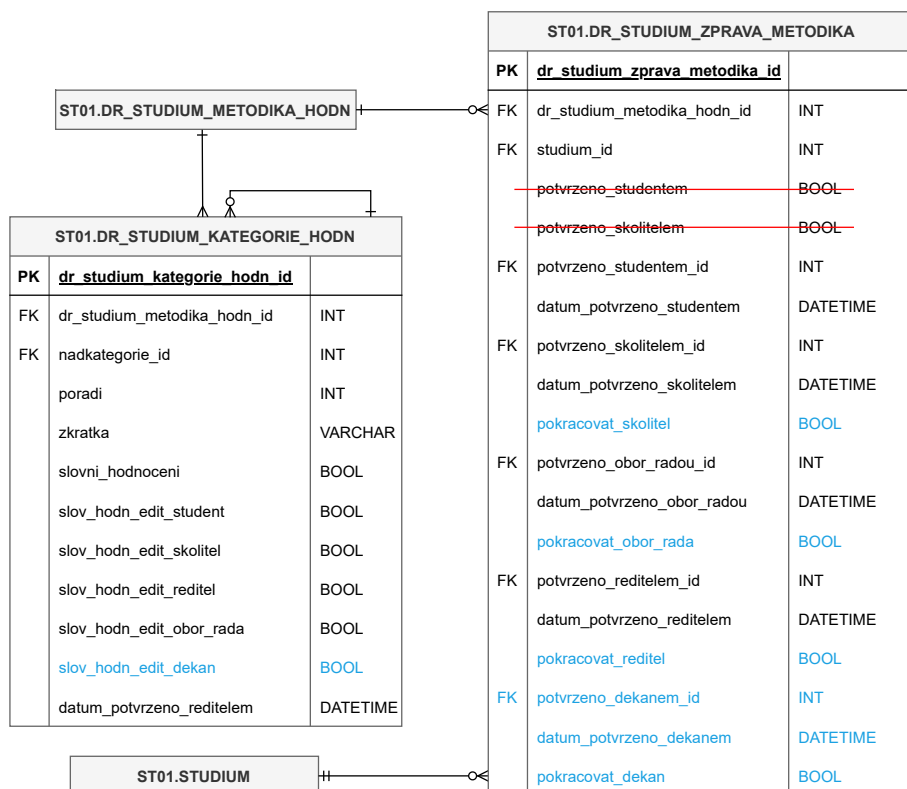 ST01.DR_STUDIUM_ZPRAVA_METODIKA
PK dr_studium_zprava_metodika_id
FK dr_studium_metodika_hodn_id INT
FK studium_id INT
potvrzeno_studentem BOOL
potvrzeno_skolitelem BOOL
FK potvrzeno_studentem_id INT
datum_potvrzeno_studentem DATETIME
FK potvrzeno_skolitelem_id INT
datum_potvrzeno_skolitelem DATETIME
pokracovat_skolitel BOOL
FK potvrzeno_obor_radou_id INT
datum_potvrzeno_obor_radou DATETIME
pokracovat_obor_rada BOOL
FK potvrzeno_reditelem_id INT
datum_potvrzeno_reditelem DATETIME
pokracovat_reditel BOOL
FK potvrzeno_dekanem_id INT
datum_potvrzeno_dekanem DATETIME
pokracovat_dekan BOOL
ST01.DR_STUDIUM_METODIKA_HODN
ST01.DR_STUDIUM_KATEGORIE_HODN
PK dr_studium_kategorie_hodn_id
FK dr_studium_metodika_hodn_id INT
FK nadkategorie_id INT
poradi INT
zkratka VARCHAR
slovni_hodnoceni BOOL
slov_hodn_edit_student BOOL
slov_hodn_edit_skolitel BOOL
slov_hodn_edit_reditel BOOL
slov_hodn_edit_obor_rada BOOL
slov_hodn_edit_dekan BOOL
datum_potvrzeno_reditelem DATETIME
ST01.STUDIUM